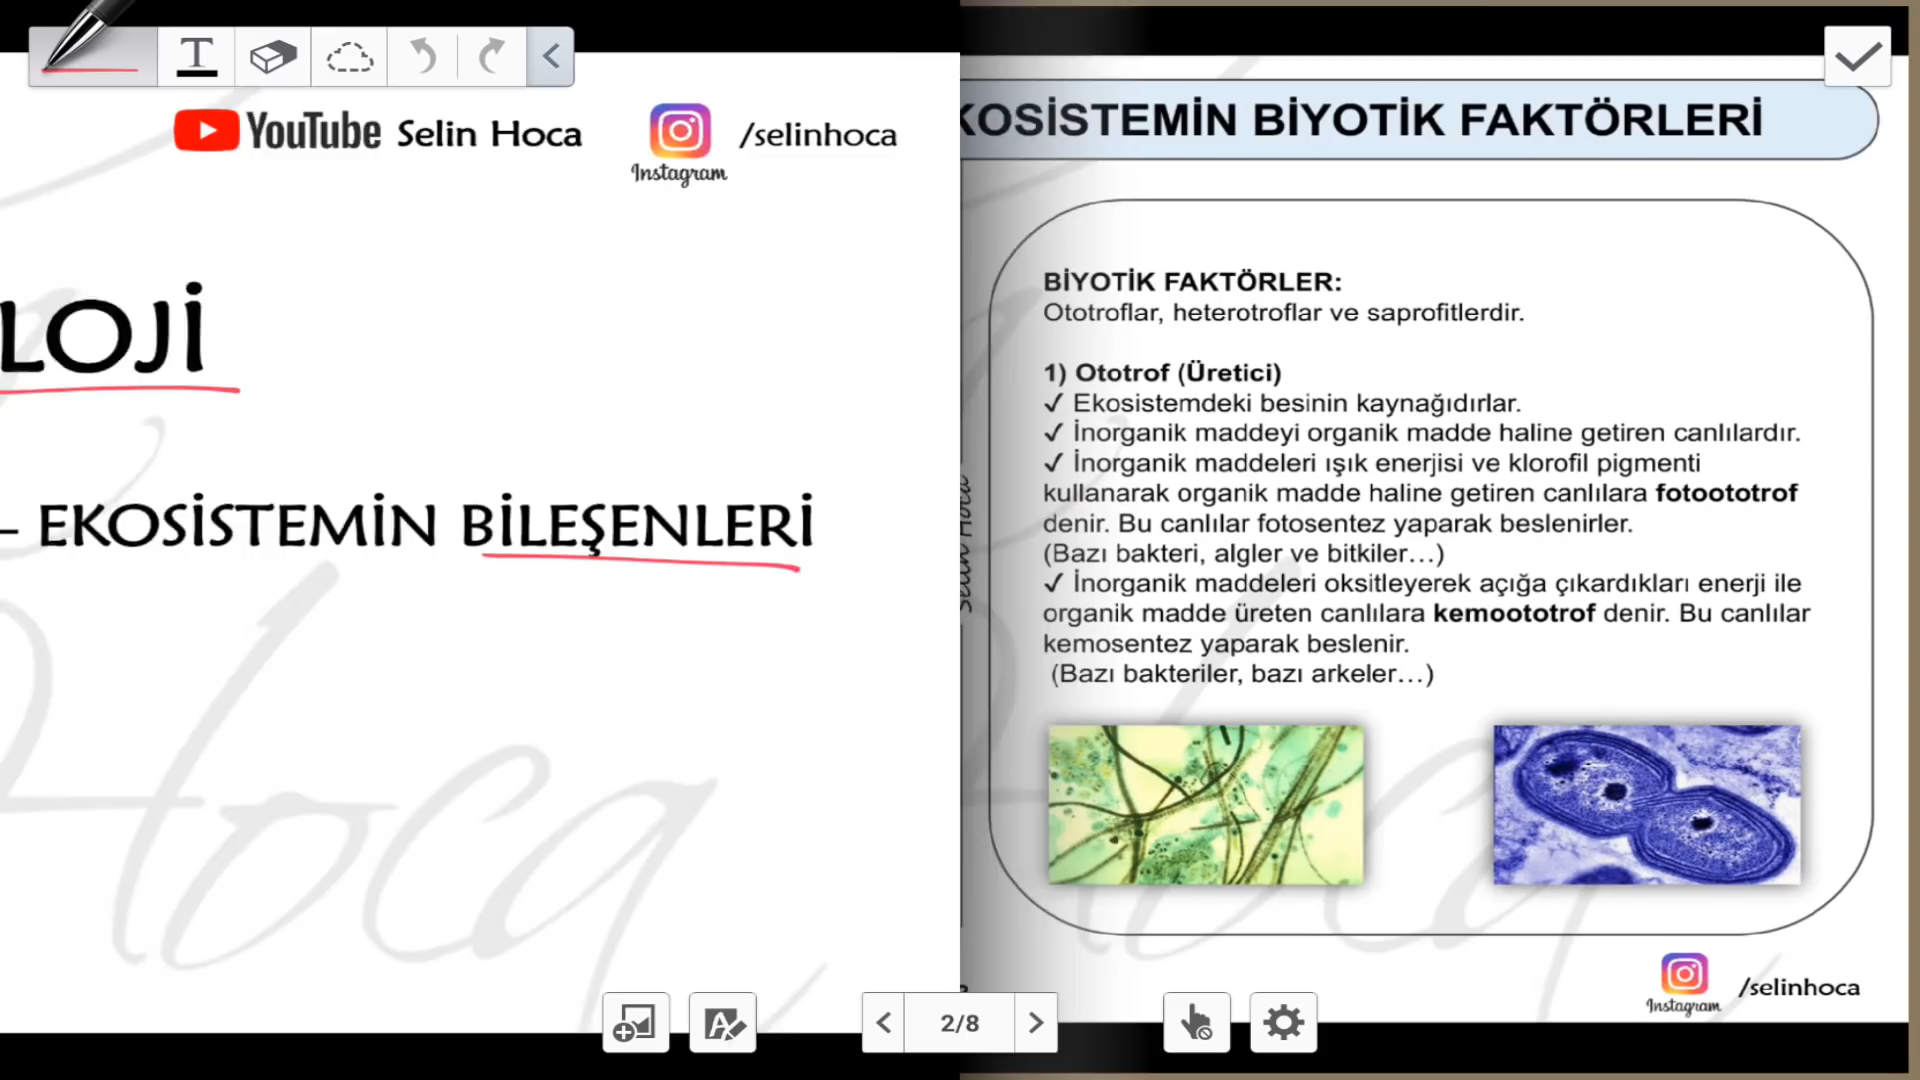 T
YouTube Selin Hoca
Instagram
/selinhoca
LOJİ
– EKOSİSTEMİN BİLEŞENLERİ
Hoca
KOSİSTEMİN BİYOTİK FAKTÖRLERİ
BİYOTİK FAKTÖRLER:
Ototroflar, heterotroflar ve saprofitlerdir.
1) Ototrof (Üretici)
✓ Ekosistemdeki besinin kaynağıdırlar.
✓ İnorganik maddeyi organik madde haline getiren canlılardır.
✓ İnorganik maddeleri ışık enerjisi ve klorofil pigmenti
kullanarak organik madde haline getiren canlılara fotoototrof
denir. Bu canlılar fotosentez yaparak beslenirler.
(Bazı bakteri, algler ve bitkiler...)
✓ İnorganik maddeleri oksitleyerek açığa çıkardıkları enerji ile
organik madde üreten canlılara kemoototrof denir. Bu canlılar
kemosentez yaparak beslenir.
(Bazı bakteriler, bazı arkeler...)
Selin Hoca
Instagram
/selinhoca
2/8